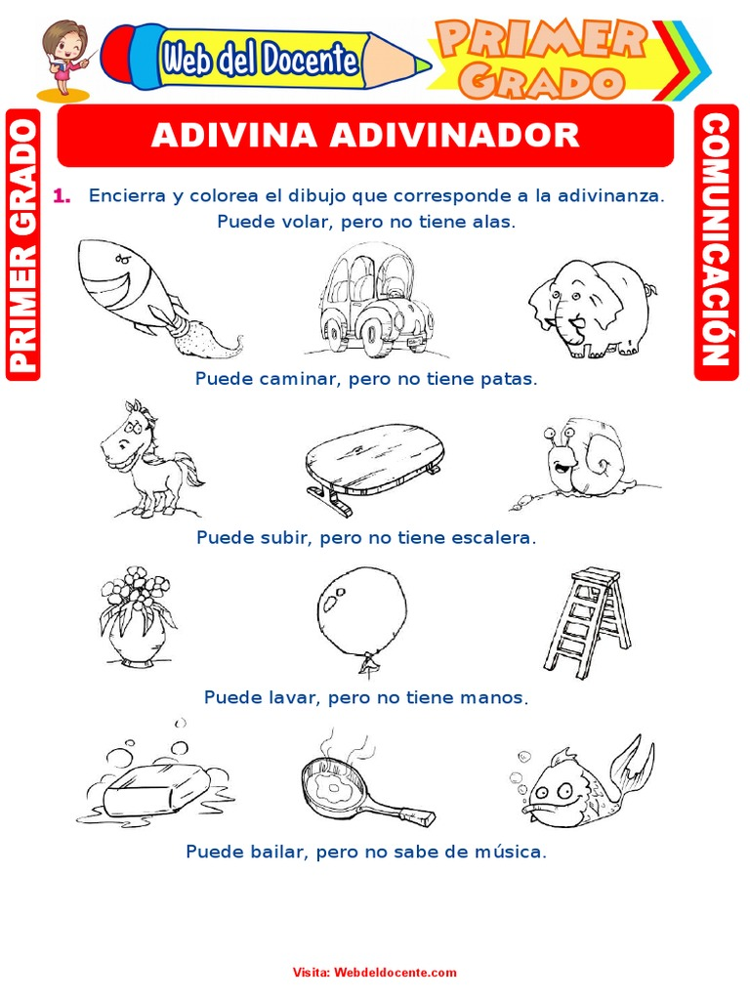 Web del Docente
PRIMER
GRADO
PRIMER GRADO
ADIVINA ADIVINADOR
COMUNICACIÓN
1. Encierra y colorea el dibujo que corresponde a la adivinanza.
Puede volar, pero no tiene alas.
Puede caminar, pero no tiene patas.
Puede subir, pero no tiene escalera.
Puede lavar, pero no tiene manos.
Puede bailar, pero no sabe de música.
Visita: Webdeldocente.com